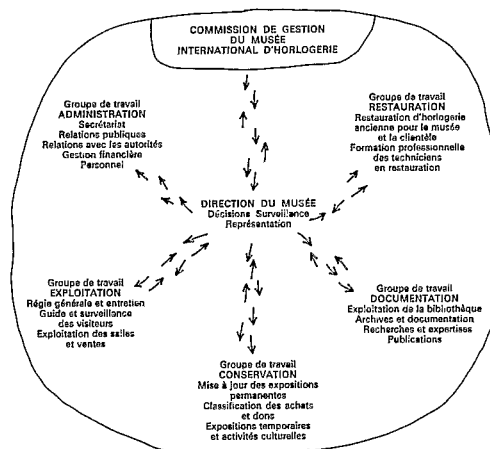 COMMISSION DE GESTION
DU MUSÉE
INTERNATIONAL D'HORLOGERIE
Groupe de travail
ADMINISTRATION
Secrétariat
Relations publiques
Relations avec les autorités
Gestion financière
Personnel
Groupe de travail
RESTAURATION
Restauration d'horlogerie
ancienne pour le musée
et la clientèle
Formation professionnelle
des techniciens
en restauration
DIRECTION DU MUSÉE
Décisions Surveillance
Représentation
Groupe de travail
EXPLOITATION
Régie générale et entretien
Guide et surveillance
des visiteurs
Exploitation des salles
et ventes
Groupe de travail
DOCUMENTATION
Exploitation de la bibliothèque
Archives et documentation
Recherches et expertises
Publications
Groupe de travail
CONSERVATION
Mise à jour des expositions
permanentes
Classification des achats
et dons
Expositions temporaires
et activités culturelles